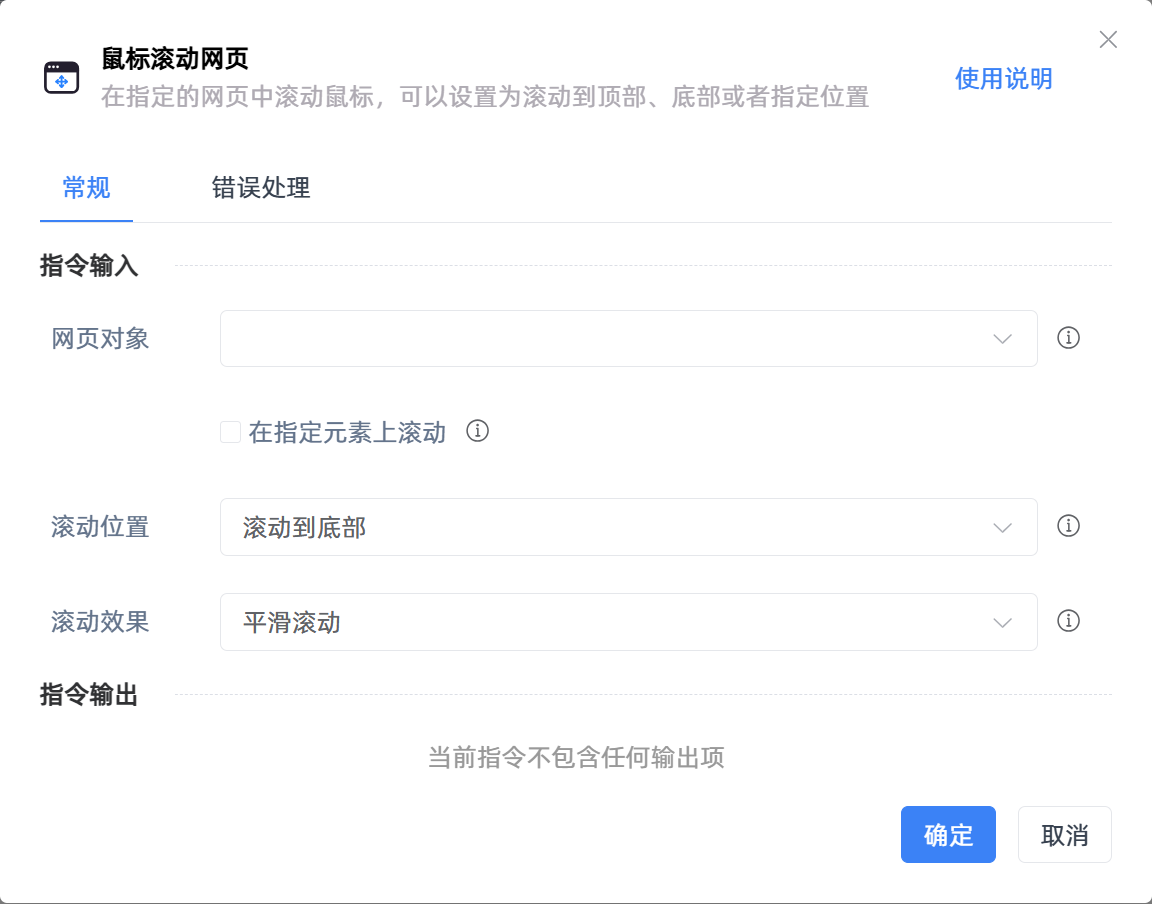 鼠标滚动网页
在指定的网页中滚动鼠标，可以设置为滚动到顶部、底部或者指定位置
使用说明
常规
错误处理
指令输入
网页对象
在指定元素上滚动
滚动位置
滚动到底部
滚动效果
平滑滚动
指令输出
当前指令不包含任何输出项
确定
取消